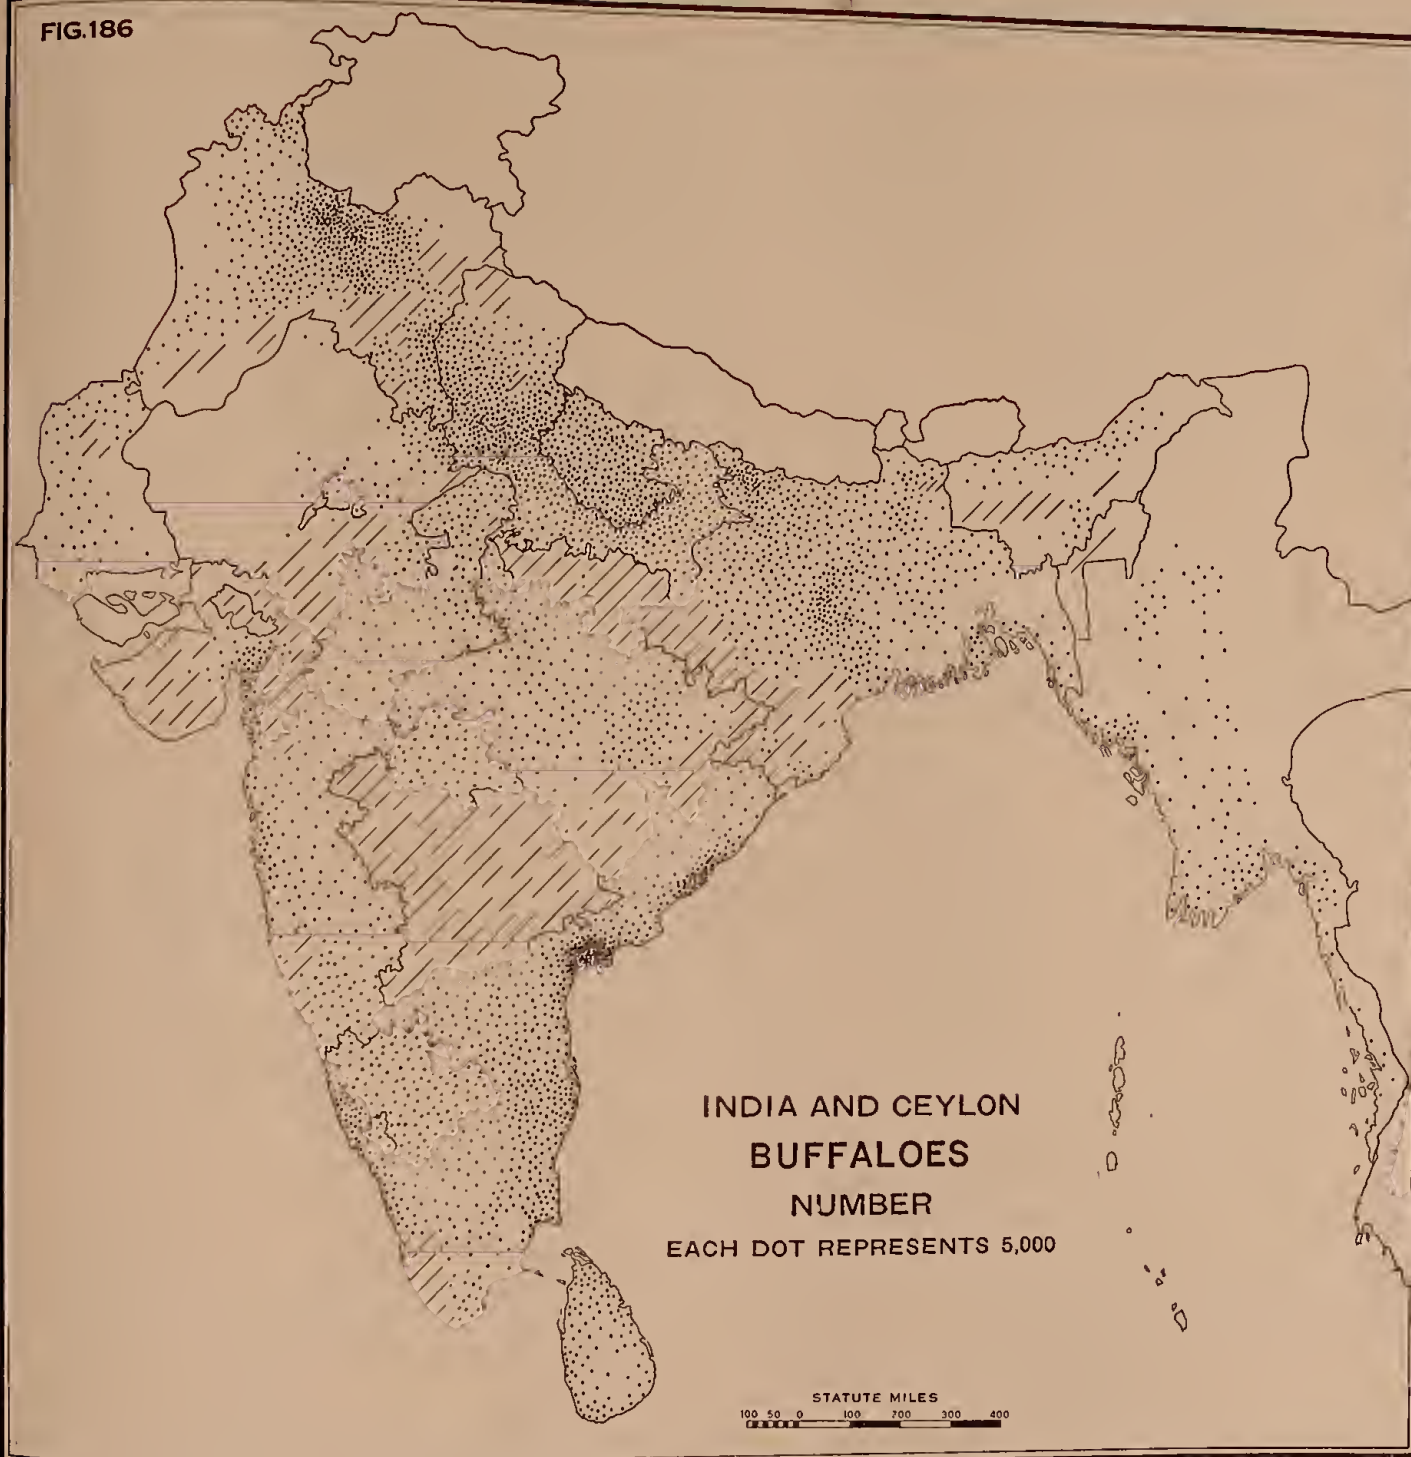 FIG.186
INDIA AND CEYLON
BUFFALOES
NUMBER
EACH DOT REPRESENTS 5,000
STATUTE MILES
100 50 0 100 200 300 400